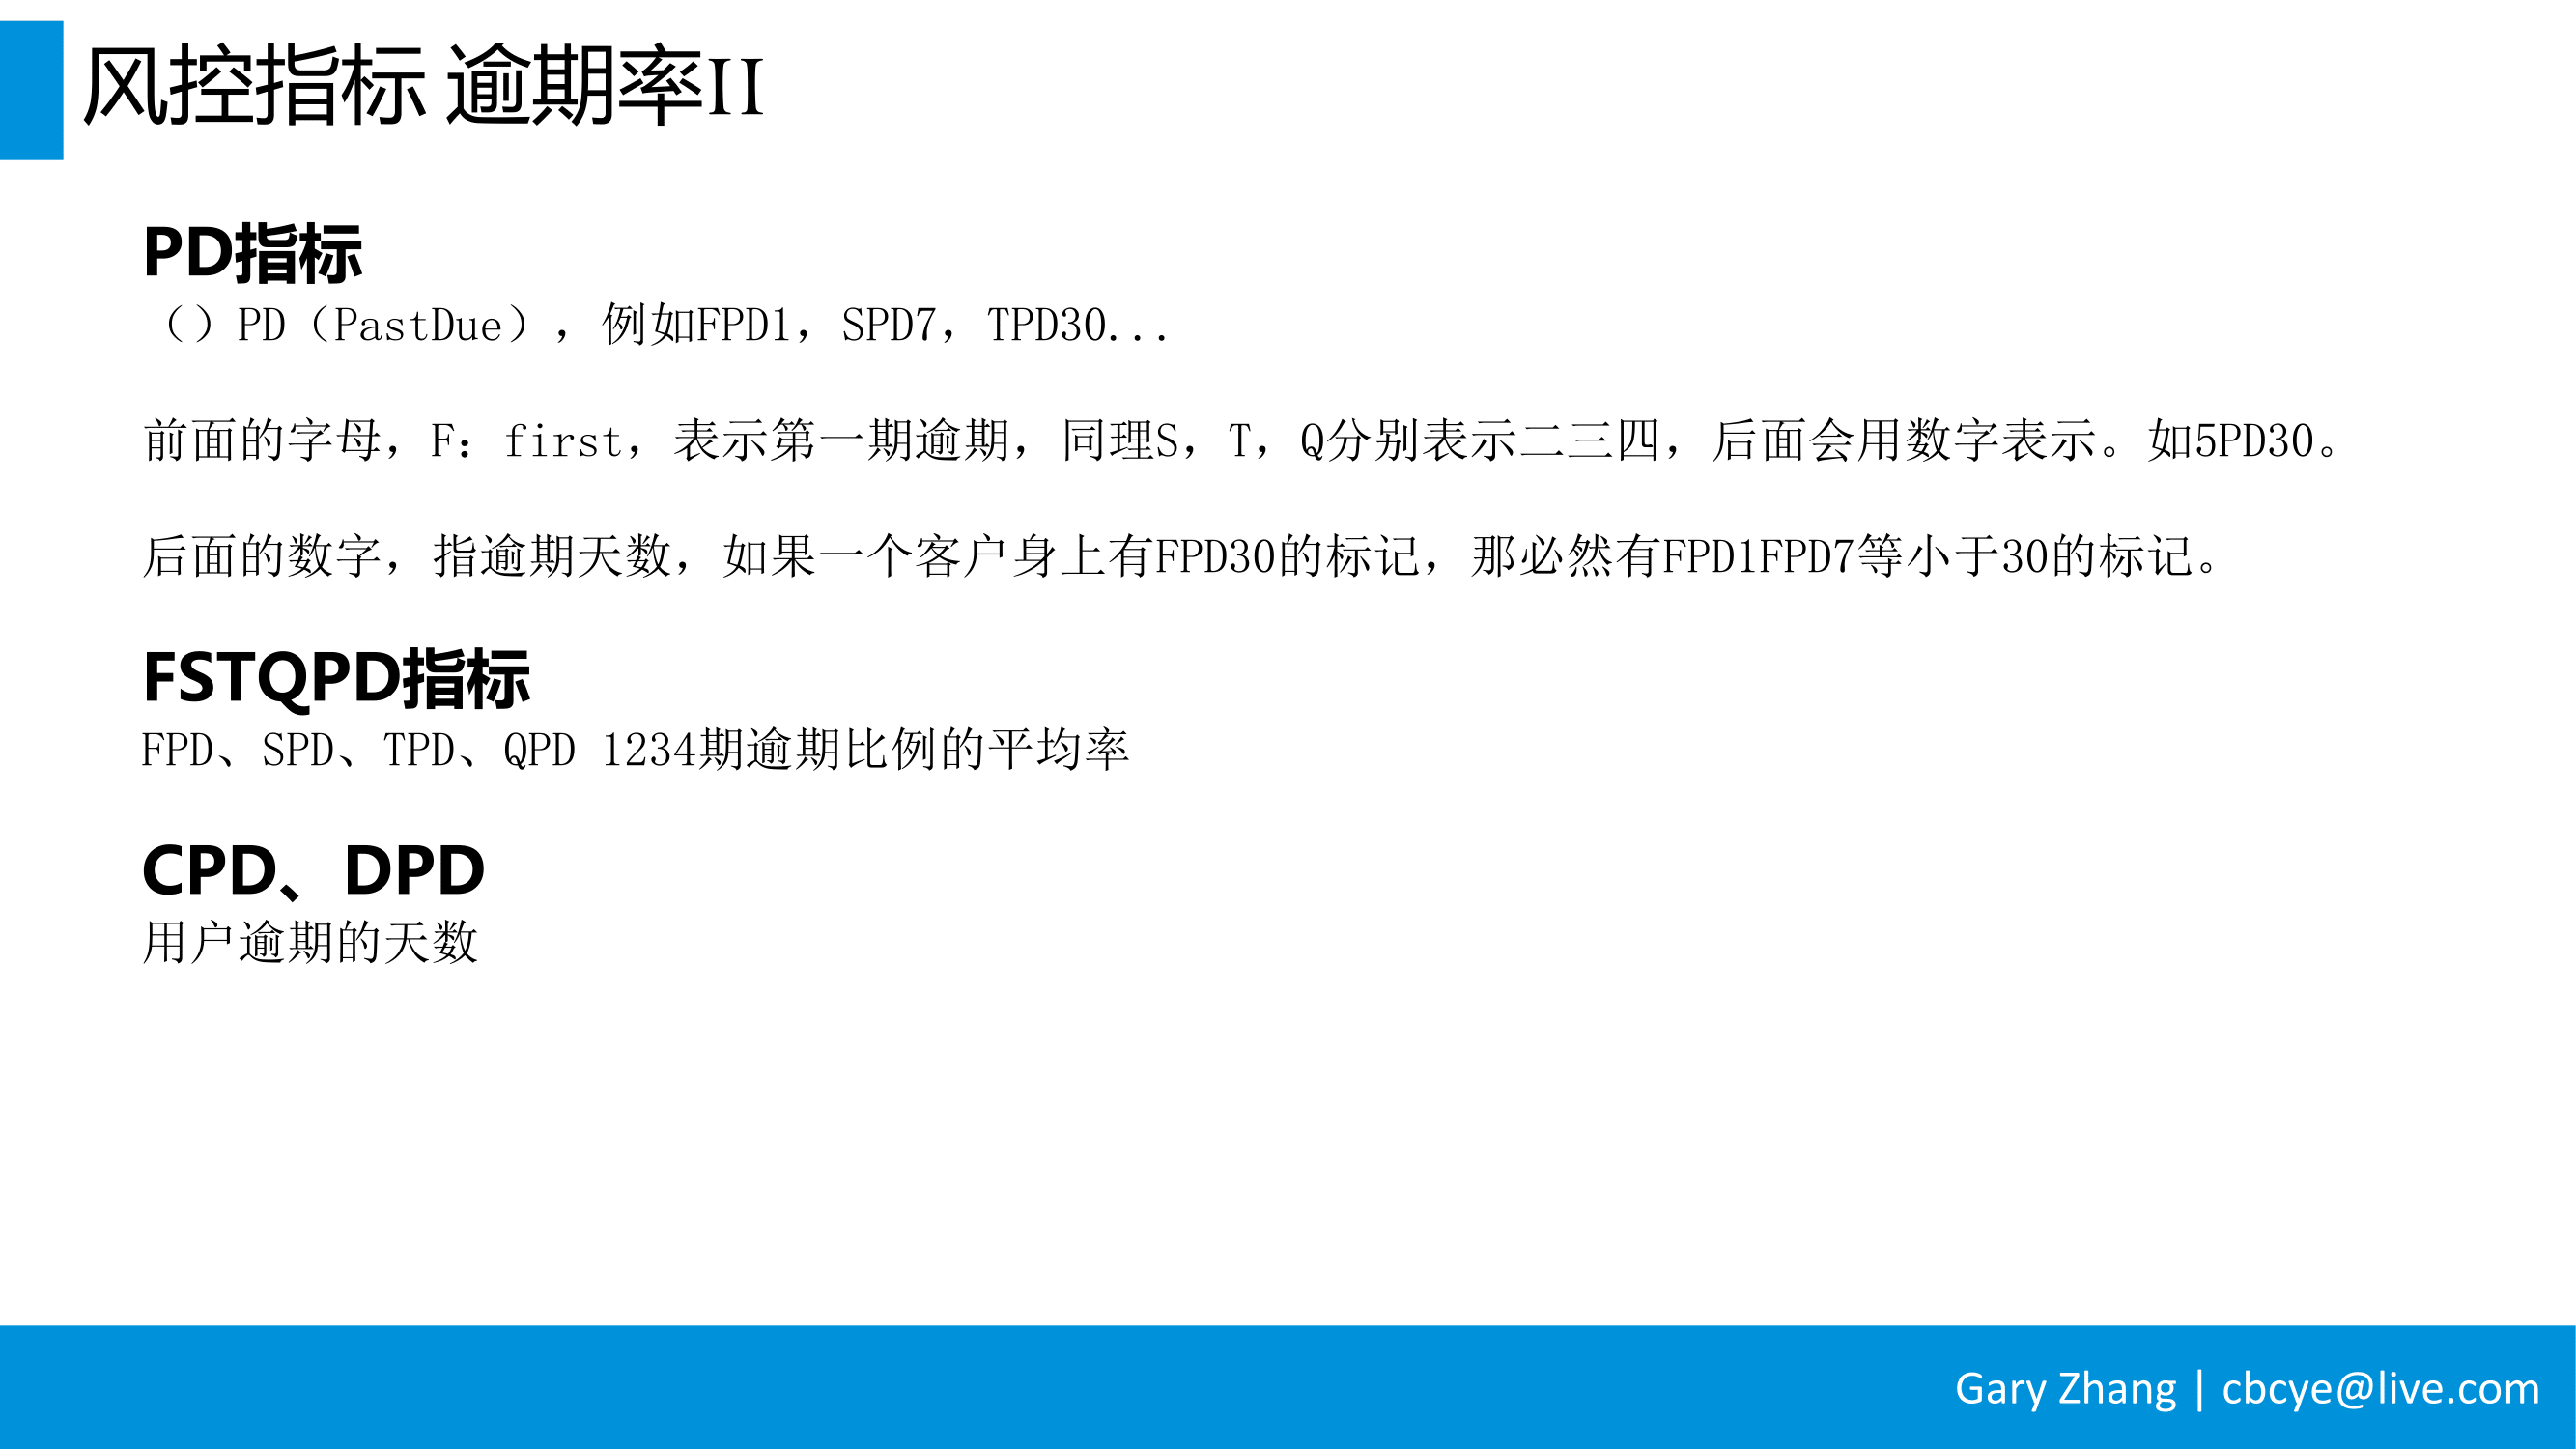 风控指标 逾期率II
PD指标
（）PD（PastDue），例如FPD1，SPD7，TPD30...
前面的字母，F：first，表示第一期逾期，同理S，T，Q分别表示二三四，后面会用数字表示。如5PD30。
后面的数字，指逾期天数，如果一个客户身上有FPD30的标记，那必然有FPD1FPD7等小于30的标记。
FSTQPD指标
FPD、SPD、TPD、QPD 1234期逾期比例的平均率
CPD、DPD
用户逾期的天数
Gary Zhang | cbcye@live.com